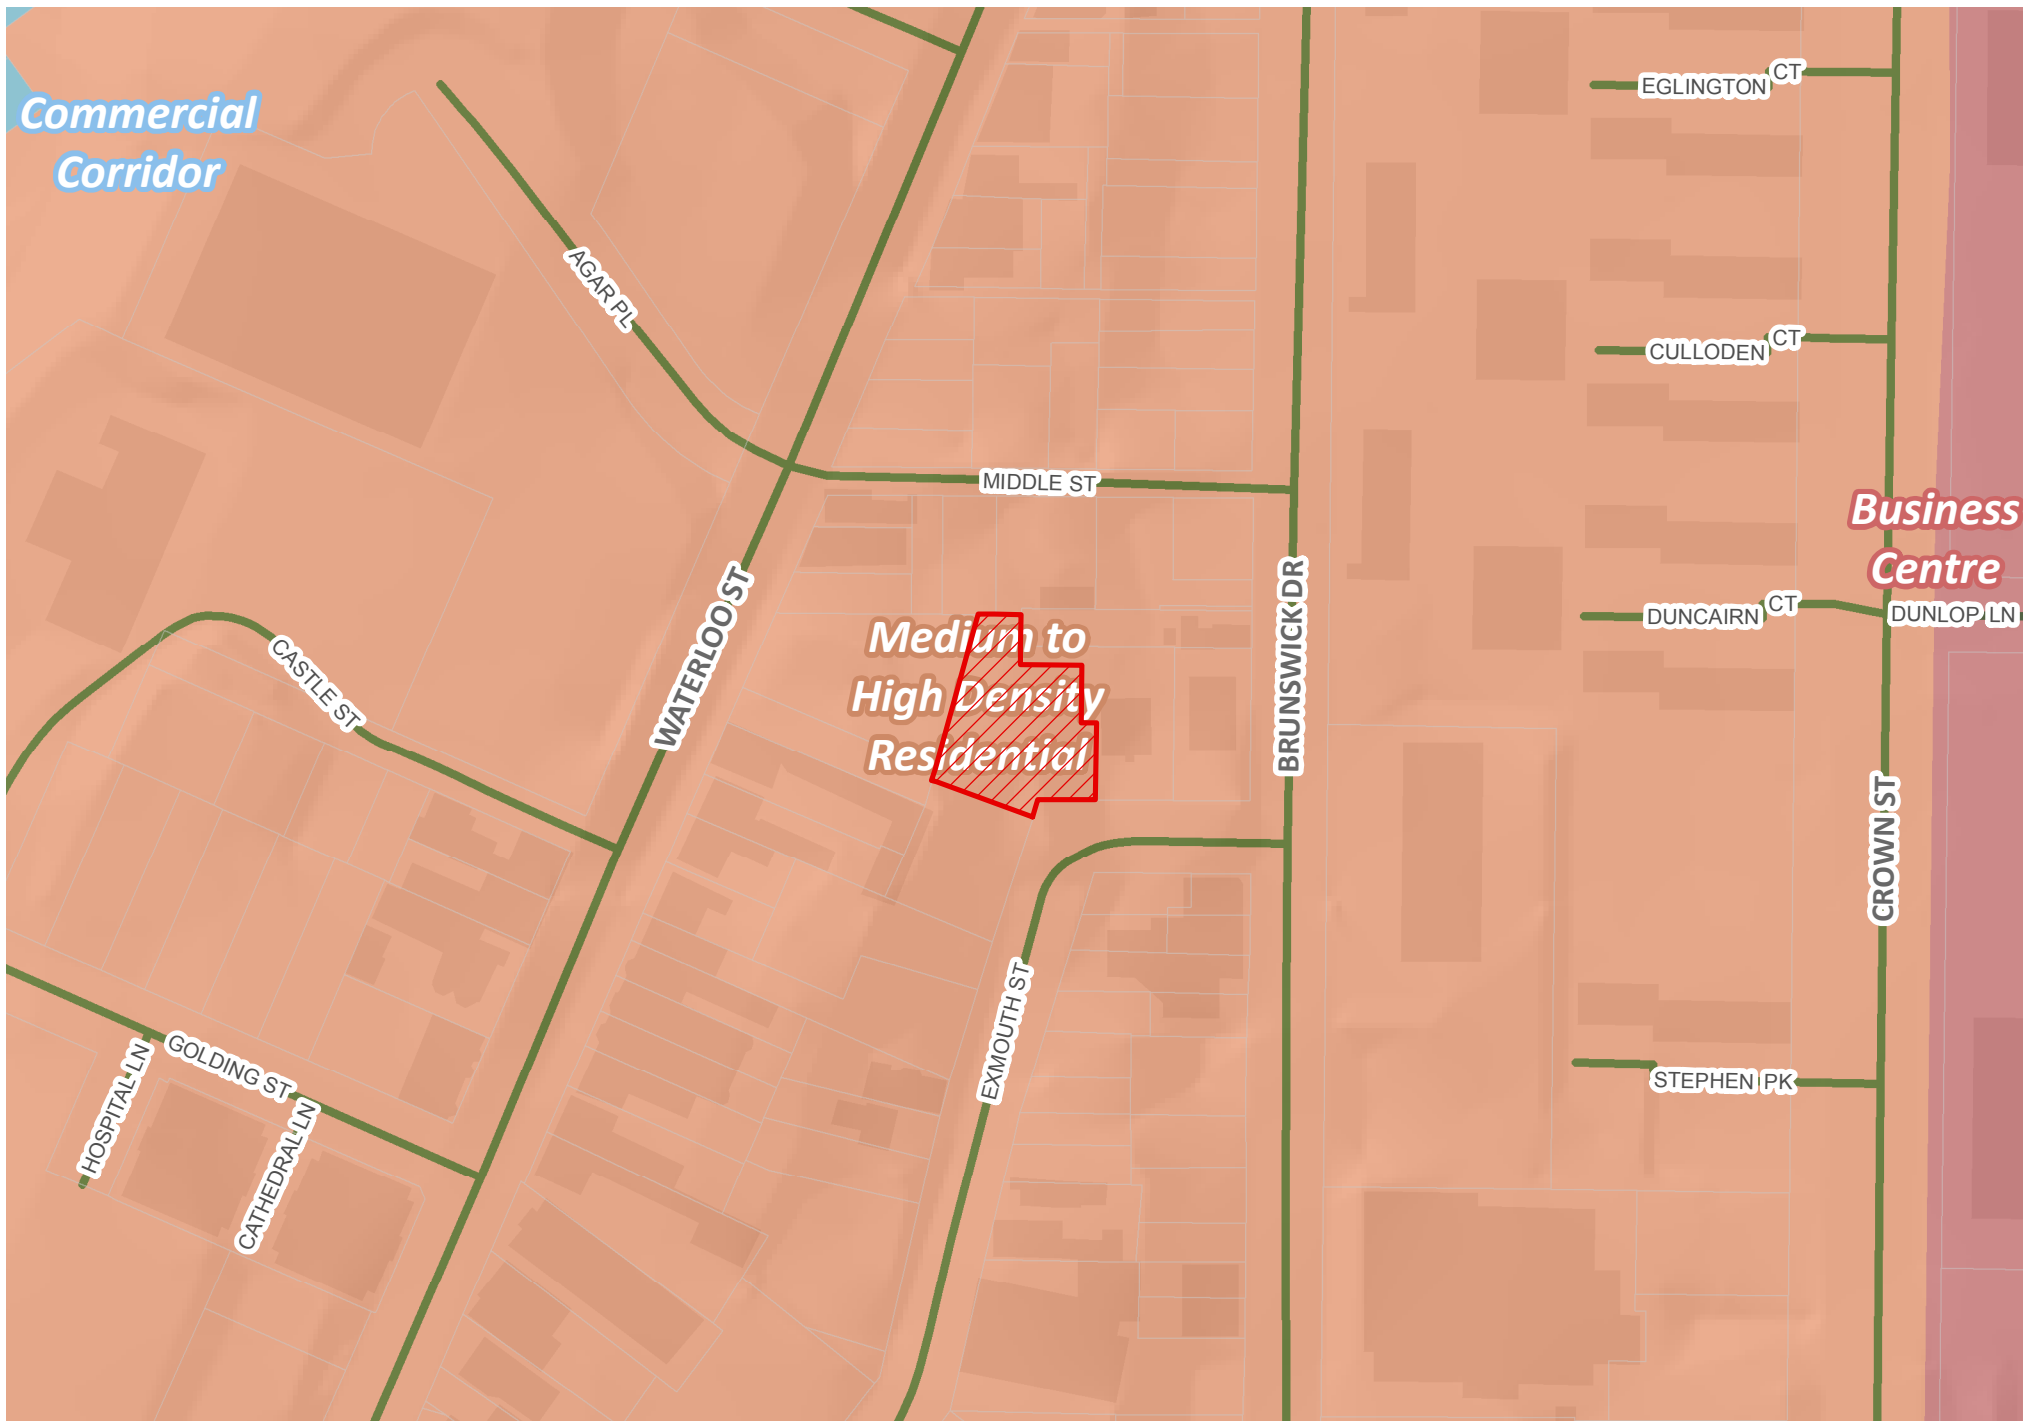 EGLINGTON CT
Commercial
Corridor
AGAR PL
CULLODEN CT
MIDDLE ST
Business
Centre
WATERLOO ST
BRUNSWICK DR
DUNCAIRN CT
DUNLOP LN
Medium to
High Density
Residential
CASTLE ST
CROWN ST
EXMOUTH ST
GOLDING ST
HOSPITAL LN
CATHEDRAL LN
STEPHEN PK